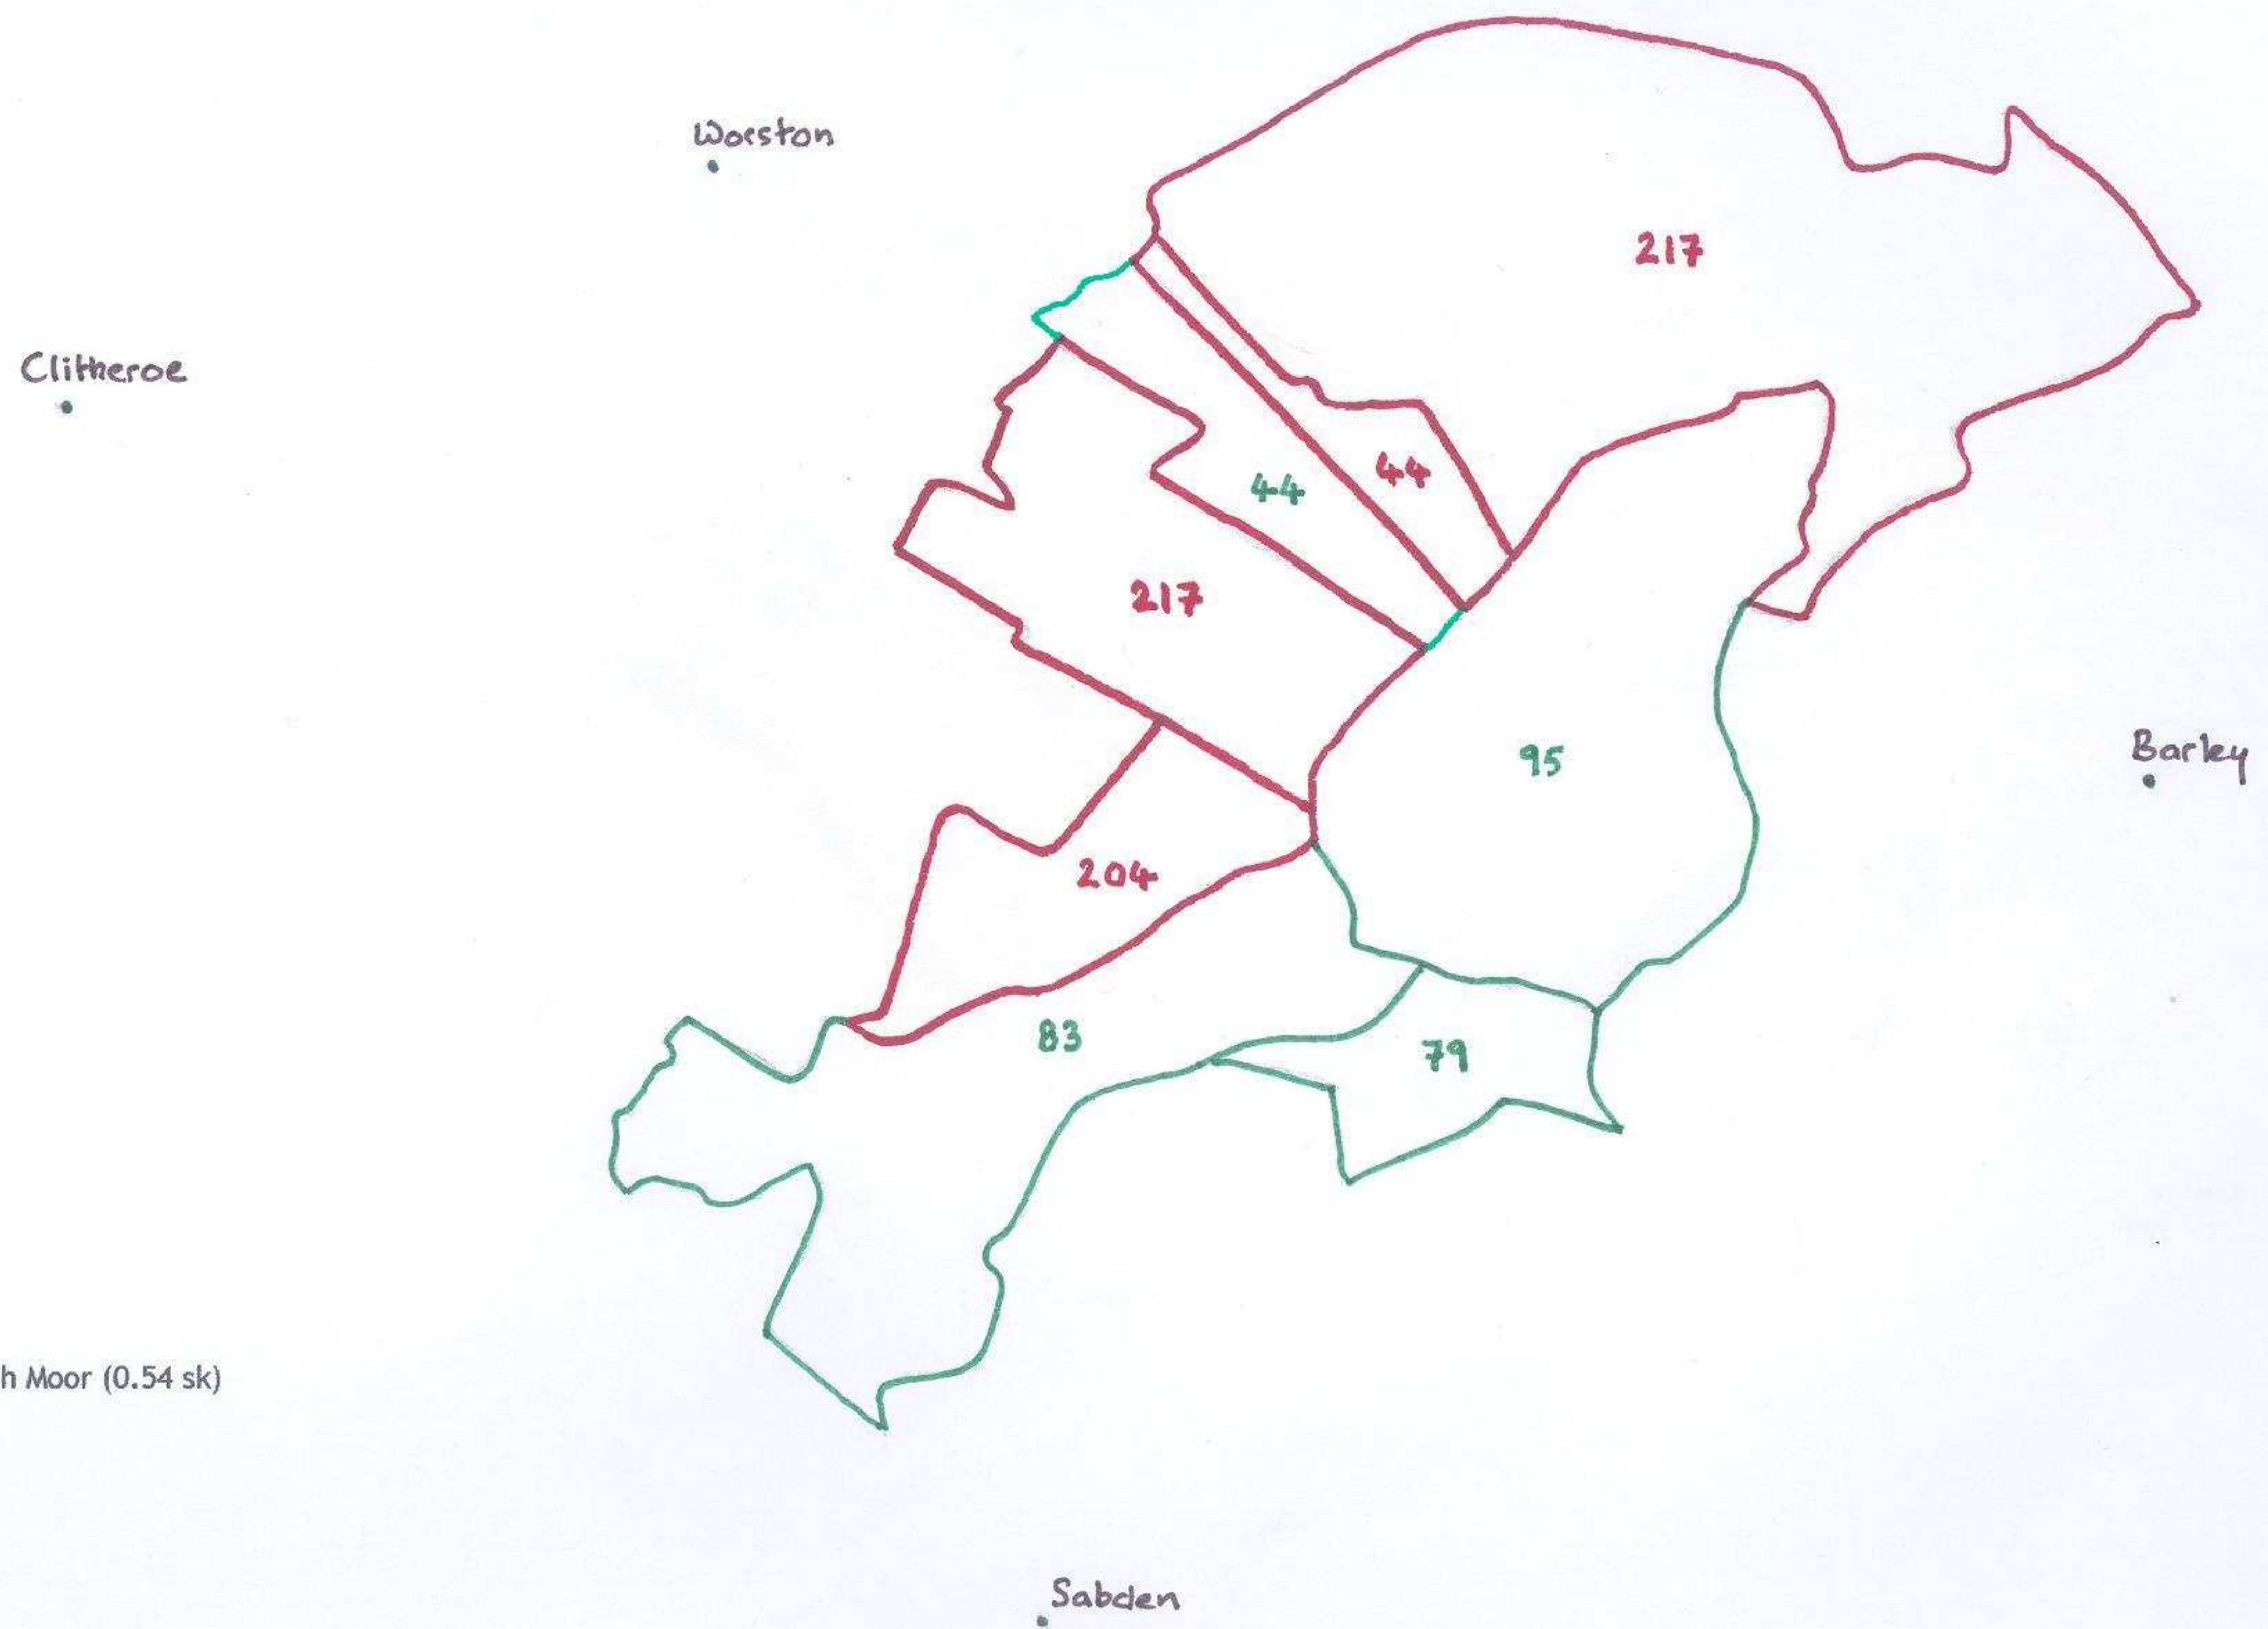 Worston
217
Clitheroe
44
44
217
Barley
95
204
83
79
h Moor (0.54 sk)
Sabden